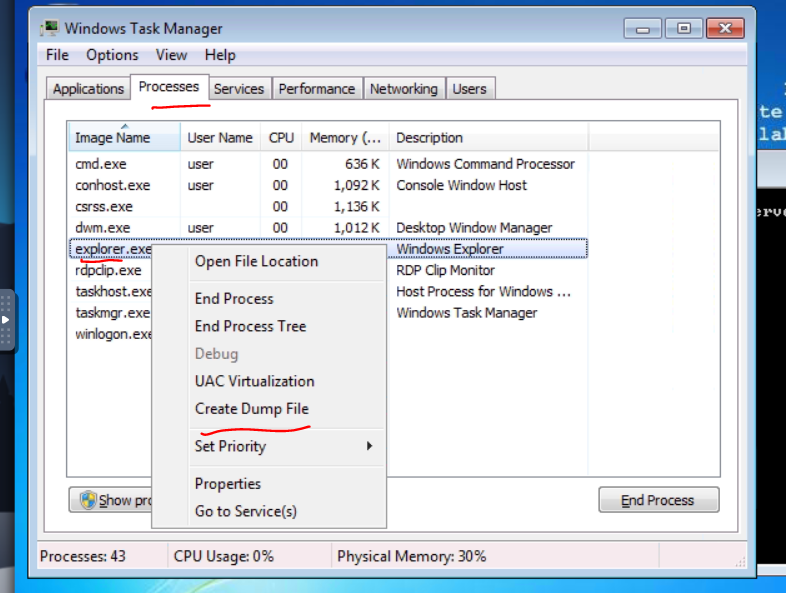 Windows Task Manager
File Options View Help
Applications Processes Services Performance Networking Users
Image Name User Name CPU Memory (... Description
cmd.exe user 00 636 K Windows Command Processor
conhost.exe user 00 1,092 K Console Window Host
csrss.exe 00 1,136 K
dwm.exe user 00 1,012 K Desktop Window Manager
explorer.exe Windows Explorer
rdpclip.exe RDP Clip Monitor
taskhost.exe Host Process for Windows ...
taskmgr.exe Windows Task Manager
winlogon.exe
Open File Location
End Process
End Process Tree
Debug
UAC Virtualization
Create Dump File
Set Priority
Properties
Go to Service(s)
Show pro
End Process
Processes: 43 CPU Usage: 0% Physical Memory: 30%